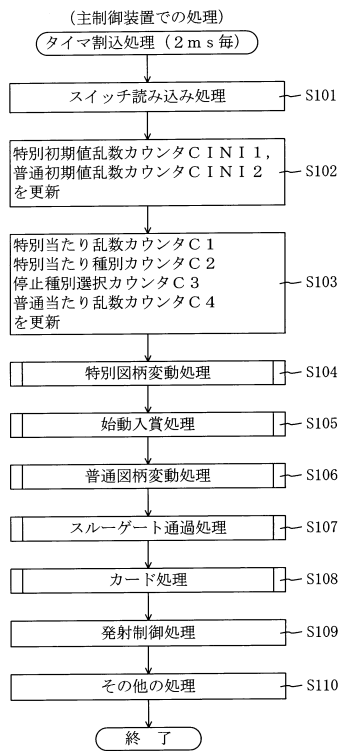 （主制御装置での処理）
タイマ割込処理（２ｍｓ毎）
スイッチ読み込み処理
S101
特別初期値乱数カウンタＣＩＮＩ１，
普通初期値乱数カウンタＣＩＮＩ２
を更新
S102
特別当たり乱数カウンタＣ１
特別当たり種別カウンタＣ２
停止種別選択カウンタＣ３
普通当たり乱数カウンタＣ４
を更新
S103
特別図柄変動処理
S104
始動入賞処理
S105
普通図柄変動処理
S106
スルーゲート通過処理
S107
カード処理
S108
発射制御処理
S109
その他の処理
S110
終　了